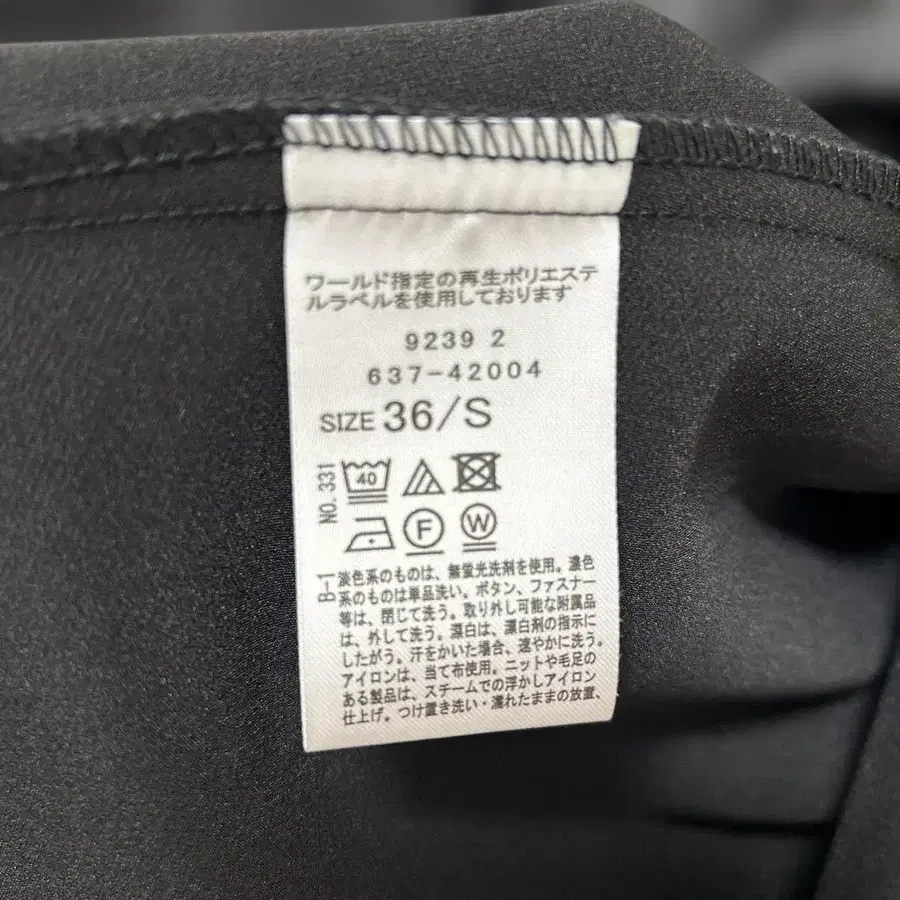 ワールド指定の再生ポリエステ
ルラベルを使用しております
9239 2
637-42004
SIZE 36/S
NO.331
40
F
W
B-1
淡色系のものは、無蛍光洗剤を使用。濃色
系のものは単品洗い。ボタン、ファスナー
等は、閉じて洗う。取り外し可能な附属品
は、外して洗う。漂白は、漂白剤の指示に
したがう。汗をかいた場合、速やかに洗う。
アイロンは、当て布使用。ニットや毛足の
ある製品は、スチームでの浮かしアイロン
仕上げ。つけ置き洗い・濡れたままの放置、